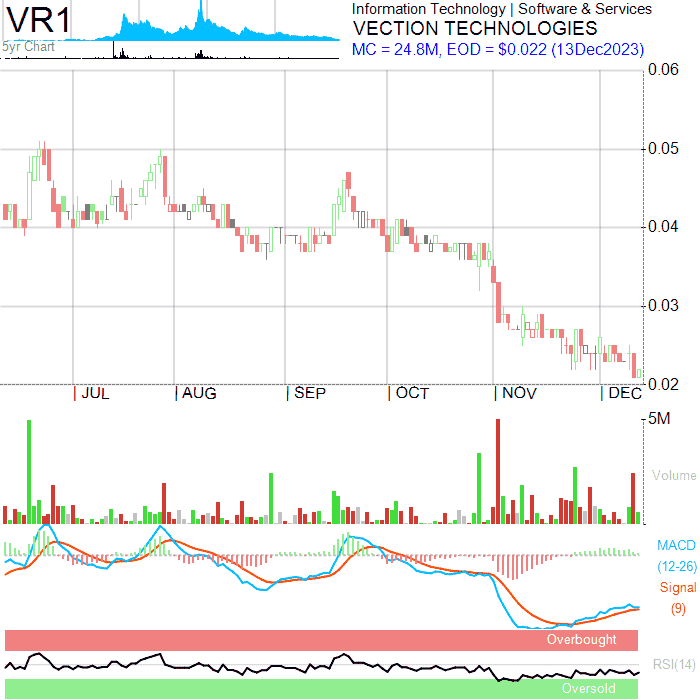 VR1
5yr Chart
Information Technology | Software & Services
VECTION TECHNOLOGIES
MC = 24.8M, EOD = $0.022 (13Dec2023)
0.06
0.05
0.04
0.03
0.02
| JUL | AUG | SEP | OCT | NOV | DEC
5M
Volume
MACD
(12-26)
Signal
(9)
Overbought
RSI(14)
Oversold